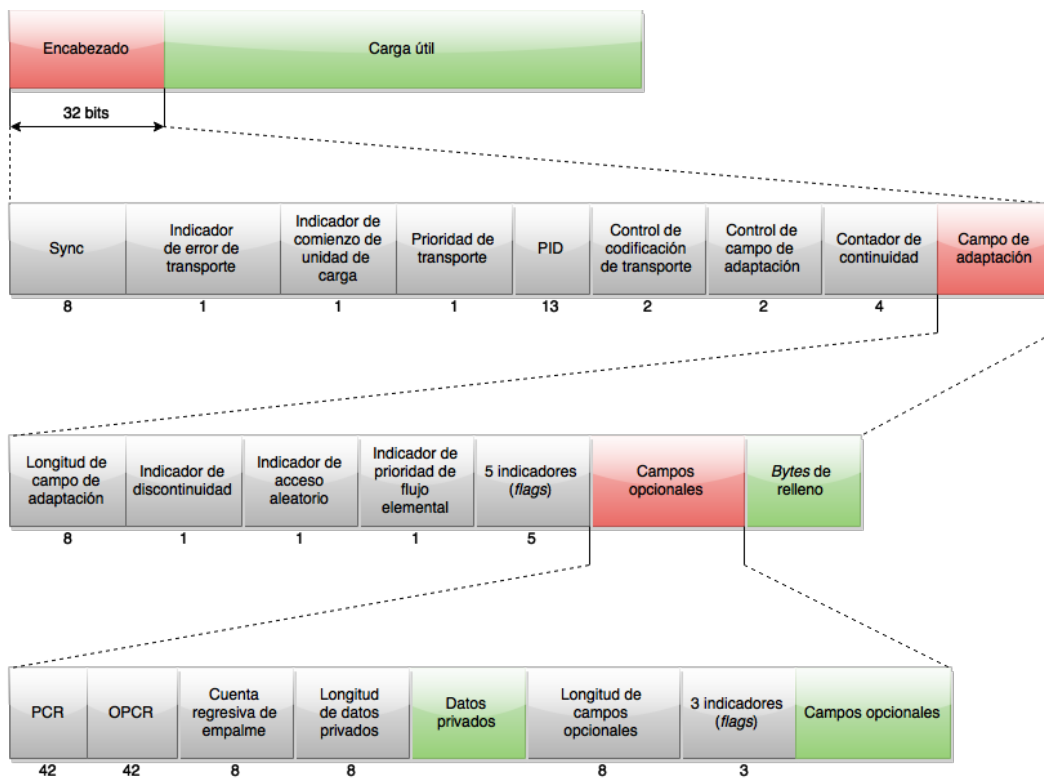 Encabezado
Carga útil
32 bits
Sync
Indicador
de error de
transporte
Indicador de
comienzo de
unidad de
carga
Prioridad de
transporte
PID
Control de
codificación
de transporte
Control de
campo de
adaptación
Contador de
continuidad
Campo de
adaptación
8
1
1
1
13
2
2
4
Longitud de
campo de
adaptación
Indicador de
discontinuidad
Indicador de
acceso
aleatorio
Indicador de
prioridad de
flujo
elemental
5 indicadores
(flags)
Campos
opcionales
Bytes de
relleno
8
1
1
1
5
PCR
OPCR
Cuenta
regresiva de
empalme
Longitud
de datos
privados
Datos
privados
Longitud de
campos
opcionales
3 indicadores
(flags)
Campos opcionales
42
42
8
8
8
3